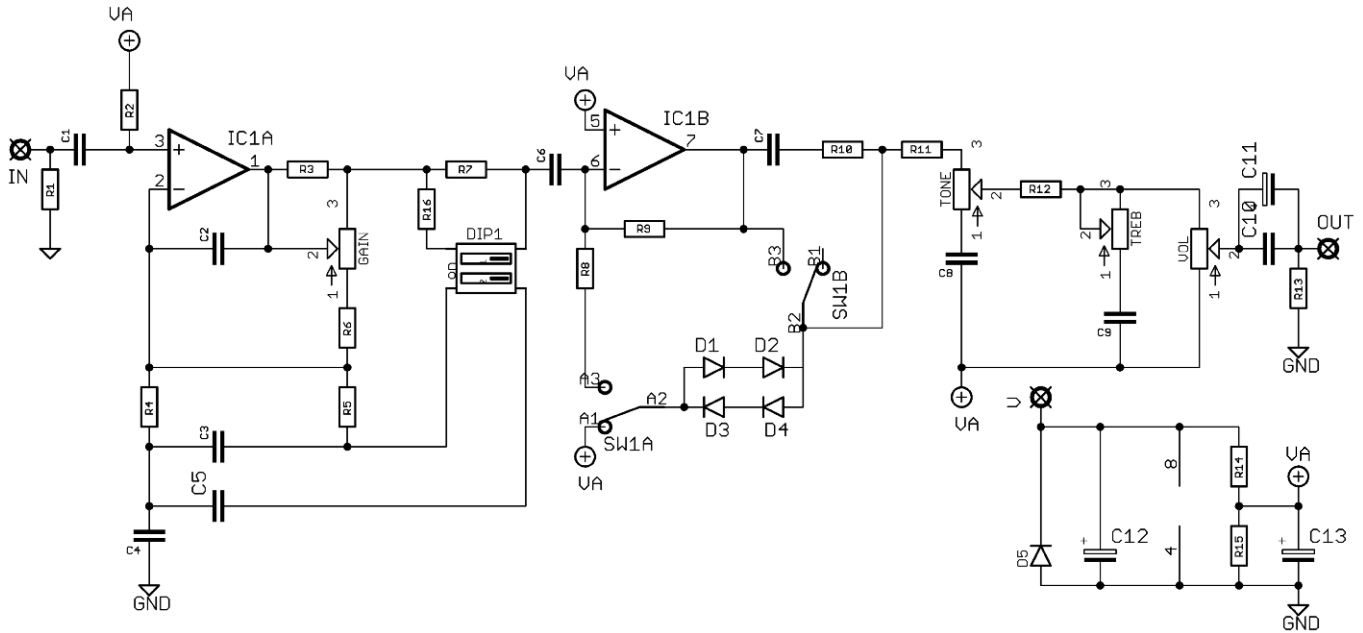 VA
R2
C1
IN
R1
3
+
2
-
1
IC1A
R3
R7
C6
C2
3
2
1
GAIN
R16
DIP1
ON
1
2
R6
R4
R5
C3
C5
C4
GND
VA
5
+
6
-
7
IC1B
R9
R8
C7
R10
R11
B3
B1
B2
SW1B
D1
D2
D3
D4
A3
A1
A2
SW1A
VA
3
TONE
2
1
R12
C8
3
2
TREB
1
C9
VA
3
VOL
2
1
C11
C10
OUT
R13
GND
V
D5
+
C12
8
4
R14
R15
VA
+
C13
GND